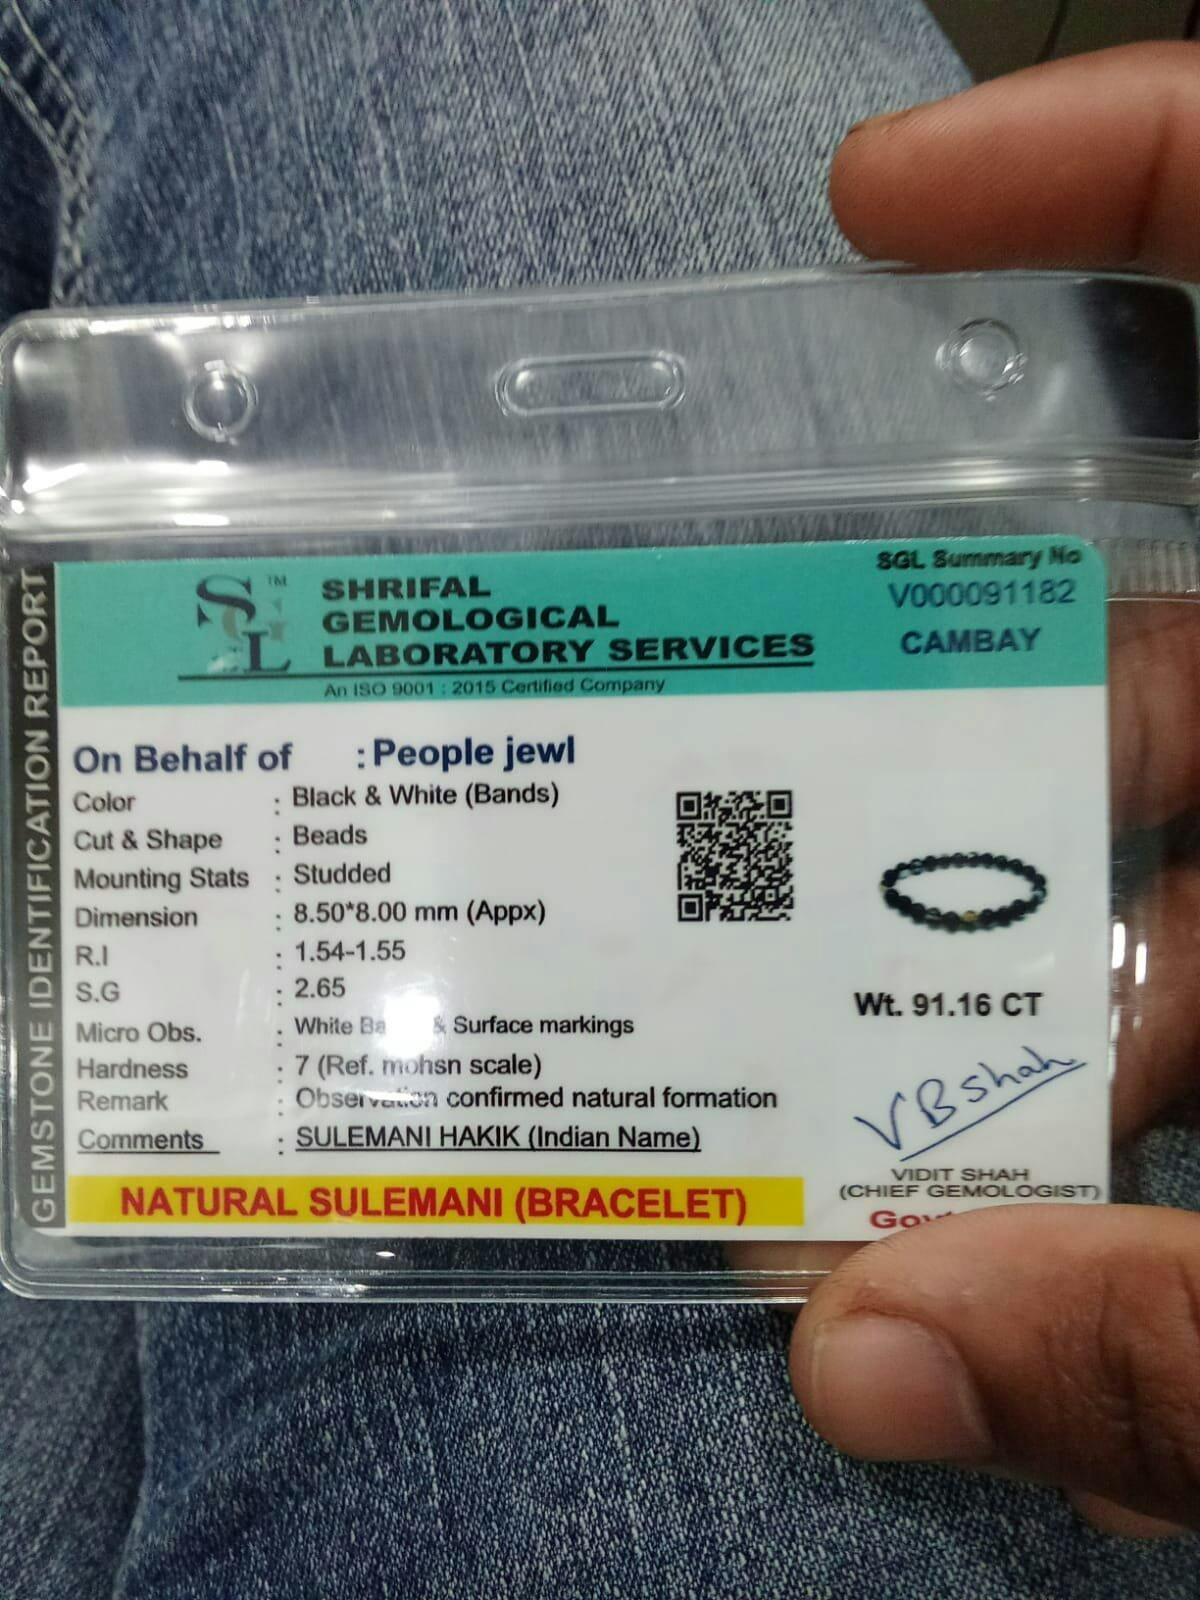 GEMSTONE IDENTIFICATION REPORT
SGL TM
SHRIFAL
GEMOLOGICAL
LABORATORY SERVICES
An ISO 9001 : 2015 Certified Company
SGL Summary No
V000091182
CAMBAY
On Behalf of : People jewl
Color : Black & White (Bands)
Cut & Shape : Beads
Mounting Stats : Studded
Dimension : 8.50*8.00 mm (Appx)
R.I : 1.54-1.55
S.G : 2.65
Micro Obs. : White & Surface markings
Hardness : 7 (Ref. mohsn scale)
Remark : Observation confirmed natural formation
Comments : SULEMANI HAKIK (Indian Name)
NATURAL SULEMANI (BRACELET)
Wt. 91.16 CT
VBshah
VIDIT SHAH
(CHIEF GEMOLOGIST)